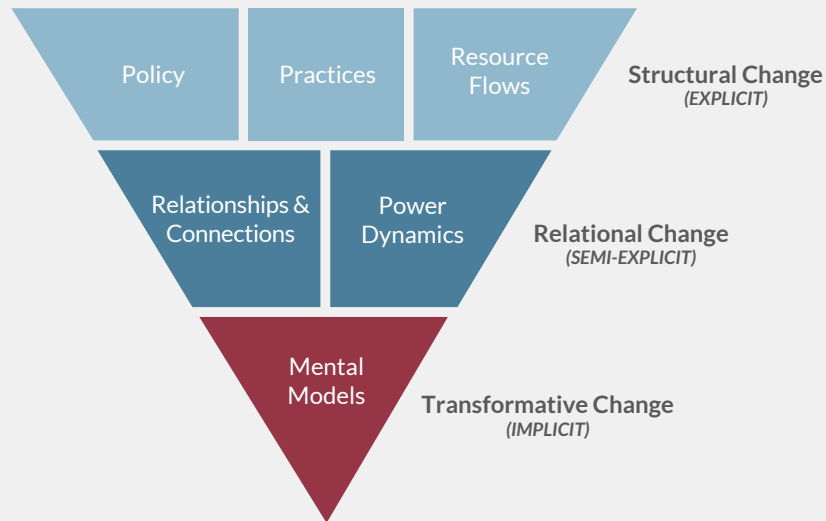 Policy
Practices
Resource
Flows
Structural Change
(EXPLICIT)
Relationships &
Connections
Power
Dynamics
Relational Change
(SEMI-EXPLICIT)
Mental
Models
Transformative Change
(IMPLICIT)